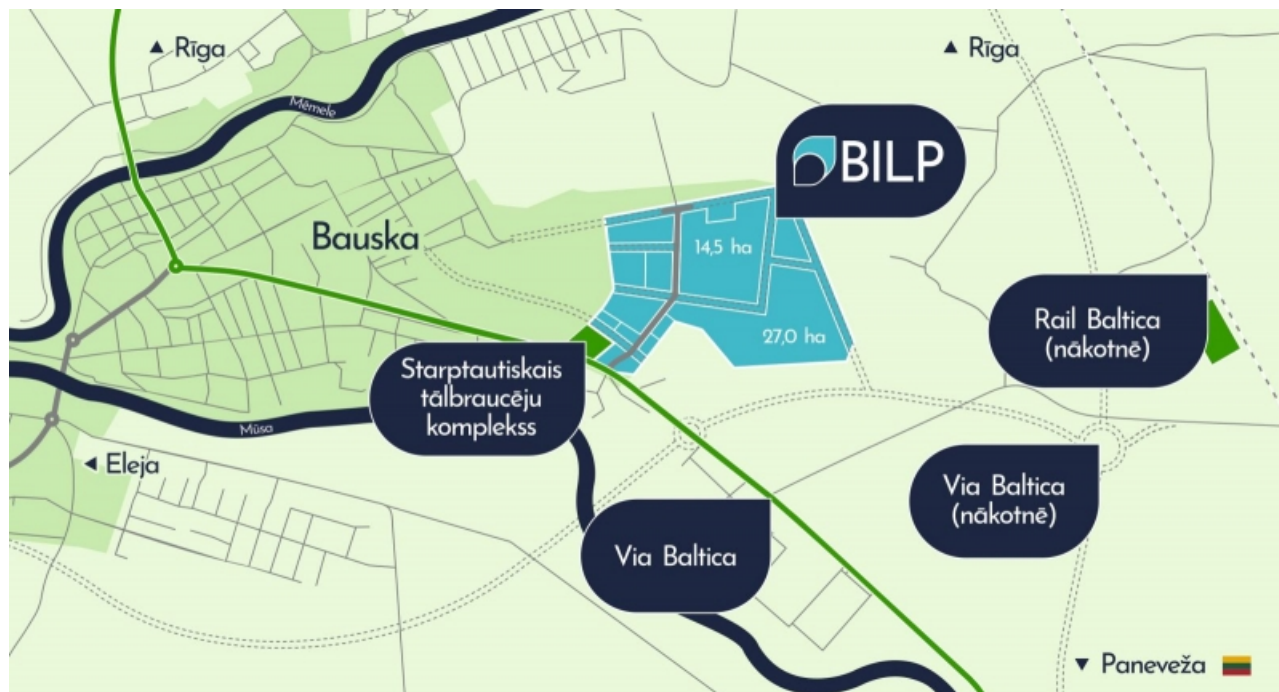 ▲ Rīga
▲ Rīga
Mēmele
BILP
Bauska
14,5 ha
27,0 ha
Rail Baltica
(nākotnē)
Starptautiskais
tālbraucēju
komplekss
Mūsa
◀ Eleja
Via Baltica
(nākotnē)
Via Baltica
▼ Paneveža